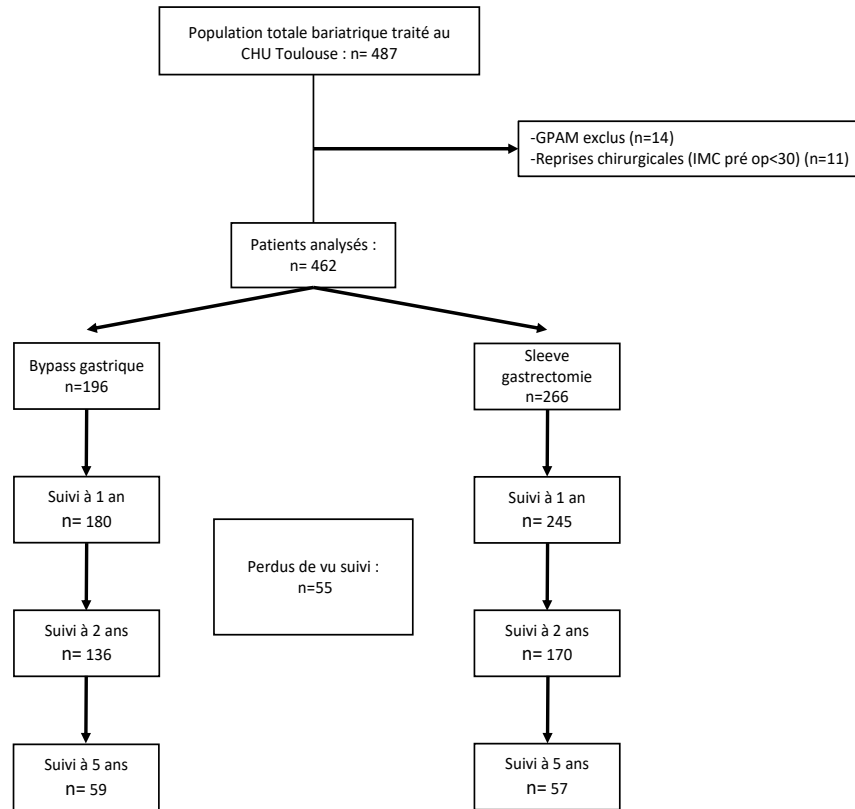 Population totale bariatrique traité au
CHU Toulouse : n= 487
-GPAM exclus (n=14)
-Reprises chirurgicales (IMC pré op<30) (n=11)
Patients analysés :
n= 462
Bypass gastrique
n=196
Sleeve
gastrectomie
n=266
Suivi à 1 an
n= 180
Suivi à 1 an
n= 245
Perdus de vu suivi :
n=55
Suivi à 2 ans
n= 136
Suivi à 2 ans
n= 170
Suivi à 5 ans
n= 59
Suivi à 5 ans
n= 57